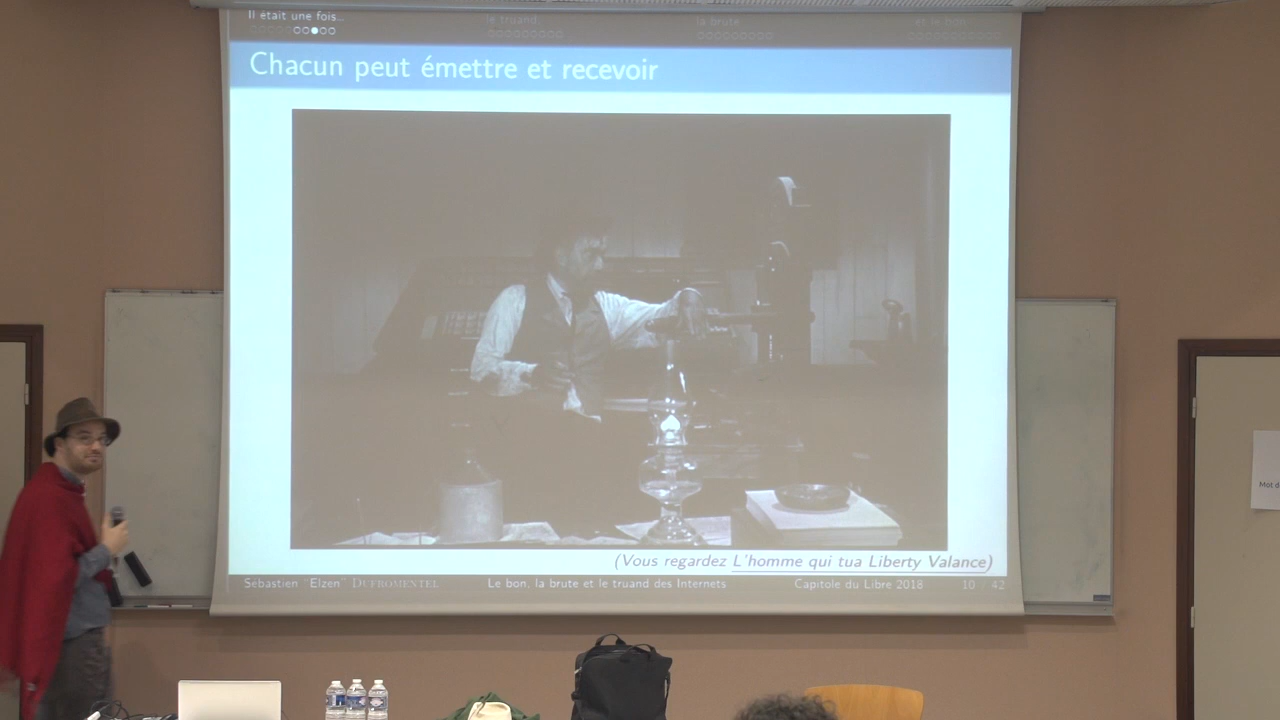 Il était une fois... le truand la brute et le bon
Chacun peut émettre et recevoir
(Vous regardez L'homme qui tua Liberty Valance)
Sébastien "Elzen" DUFROMENTEL Le bon, la brute et le truand des Internets Capitole du Libre 2018 10 42
Mot d